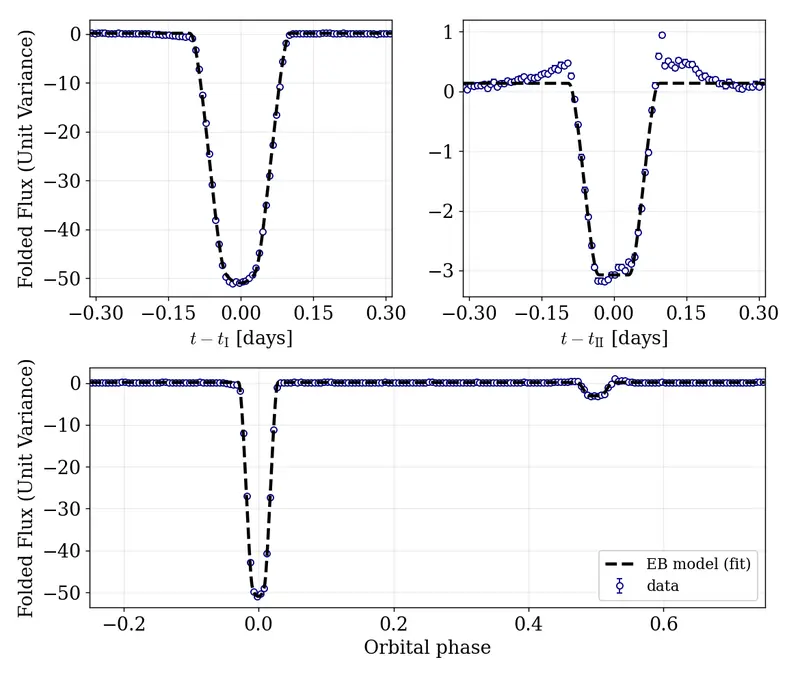 Folded Flux (Unit Variance)
0
−10
−20
−30
−40
−50
−0.30 −0.15 0.00 0.15 0.30
t − tI [days]
1
0
−1
−2
−3
−0.30 −0.15 0.00 0.15 0.30
t − tII [days]
Folded Flux (Unit Variance)
0
−10
−20
−30
−40
−50
EB model (fit)
data
−0.2 0.0 0.2 0.4 0.6
Orbital phase